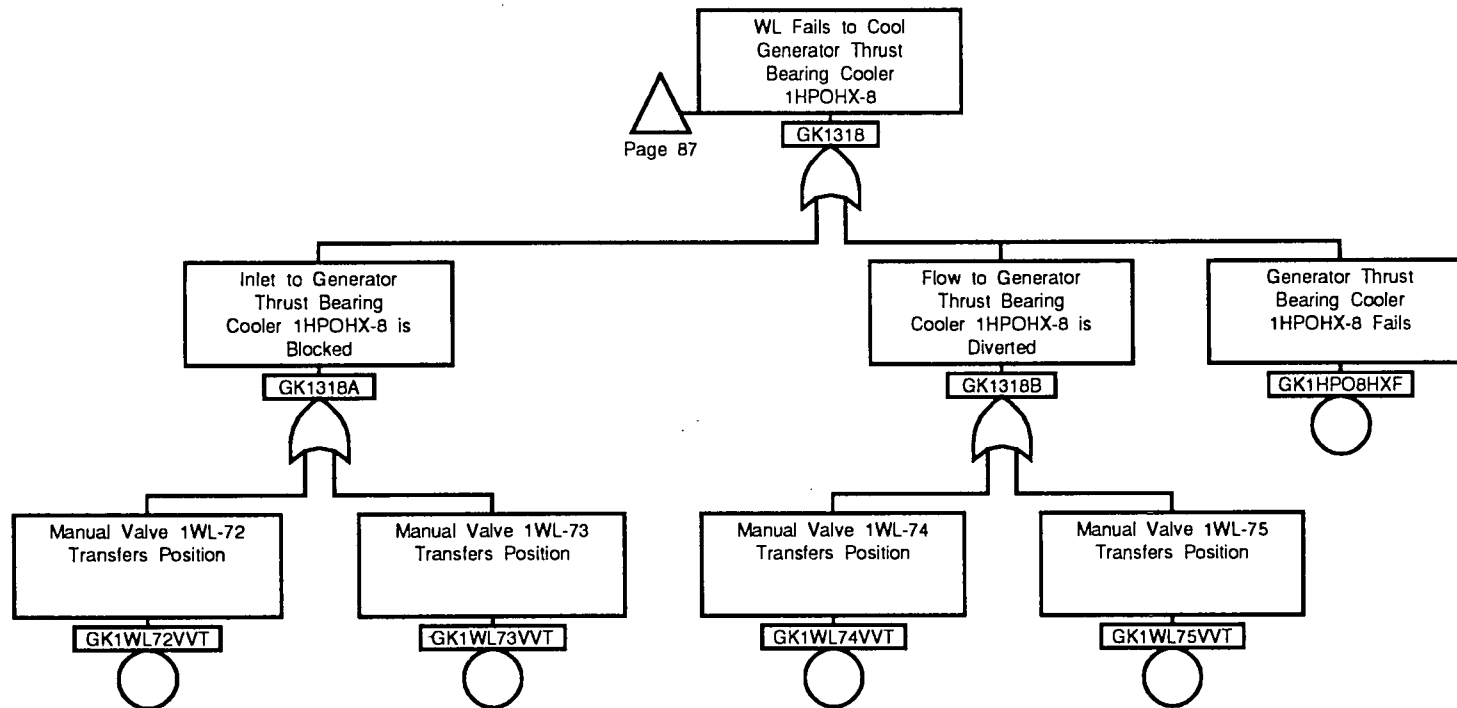 WL Fails to Cool
Generator Thrust
Bearing Cooler
1HPOHX-8
Page 87
GK1318
Inlet to Generator
Thrust Bearing
Cooler 1HPOHX-8 is
Blocked
GK1318A
Flow to Generator
Thrust Bearing
Cooler 1HPOHX-8 is
Diverted
GK1318B
Generator Thrust
Bearing Cooler
1HPOHX-8 Fails
GK1HPO8HXF
Manual Valve 1WL-72
Transfers Position
GK1WL72VVT
Manual Valve 1WL-73
Transfers Position
GK1WL73VVT
Manual Valve 1WL-74
Transfers Position
GK1WL74VVT
Manual Valve 1WL-75
Transfers Position
GK1WL75VVT